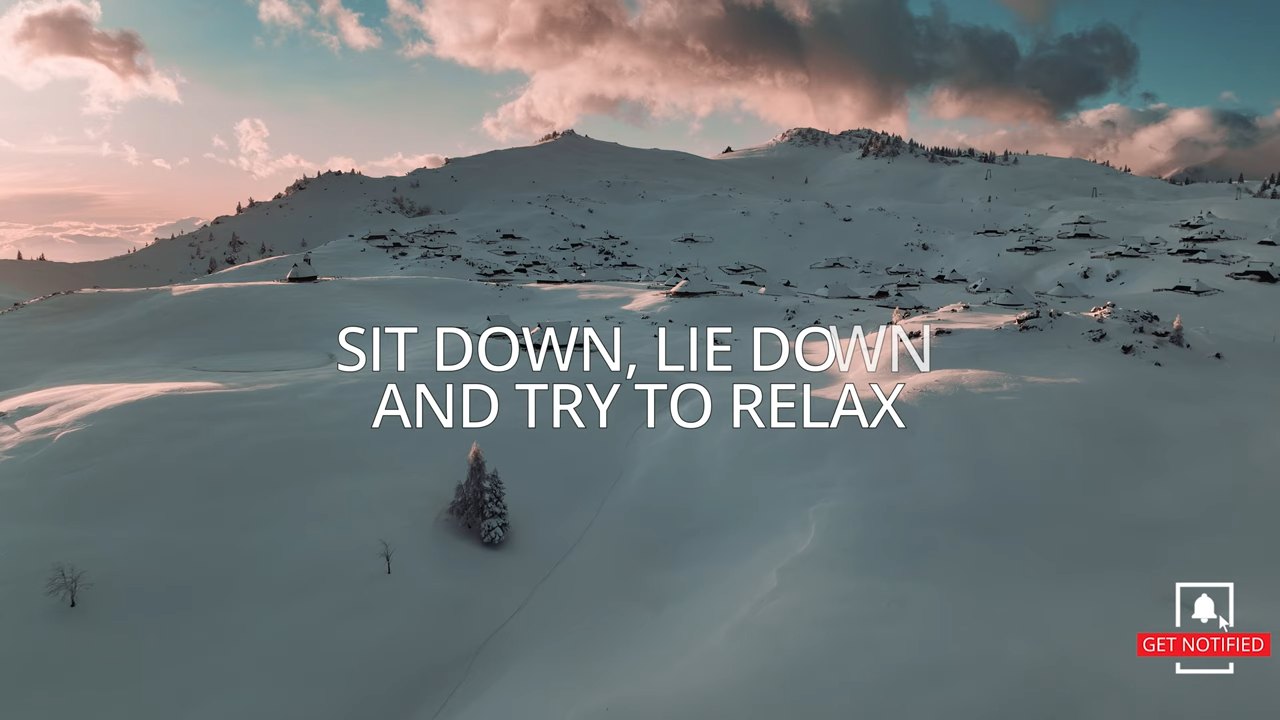 SIT DOWN, LIE DOWN
AND TRY TO RELAX
GET NOTIFIED